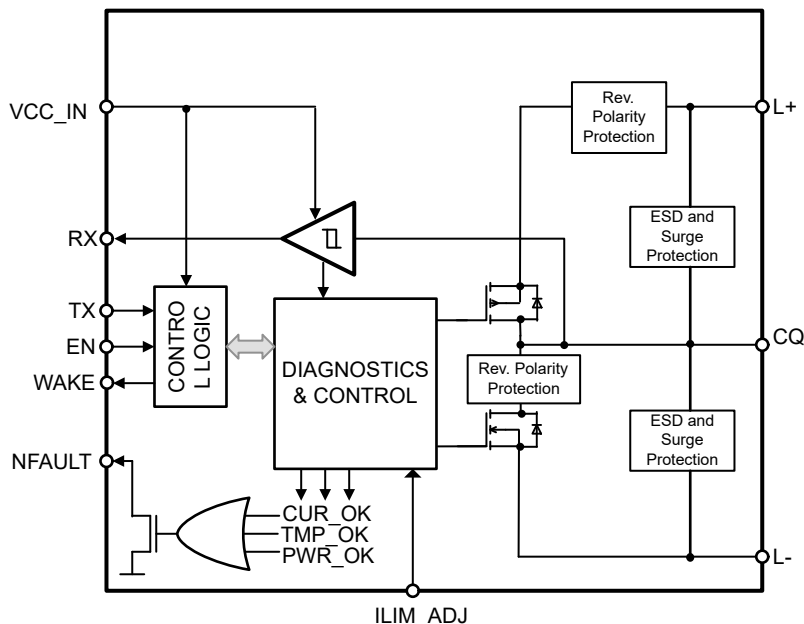 VCC_IN
Rev.
Polarity
Protection
L+
RX
ESD and
Surge
Protection
TX
EN
WAKE
CONTRO
L LOGIC
DIAGNOSTICS
& CONTROL
CQ
Rev. Polarity
Protection
ESD and
Surge
Protection
NFAULT
CUR_OK
TMP_OK
PWR_OK
L-
ILIM_ADJ